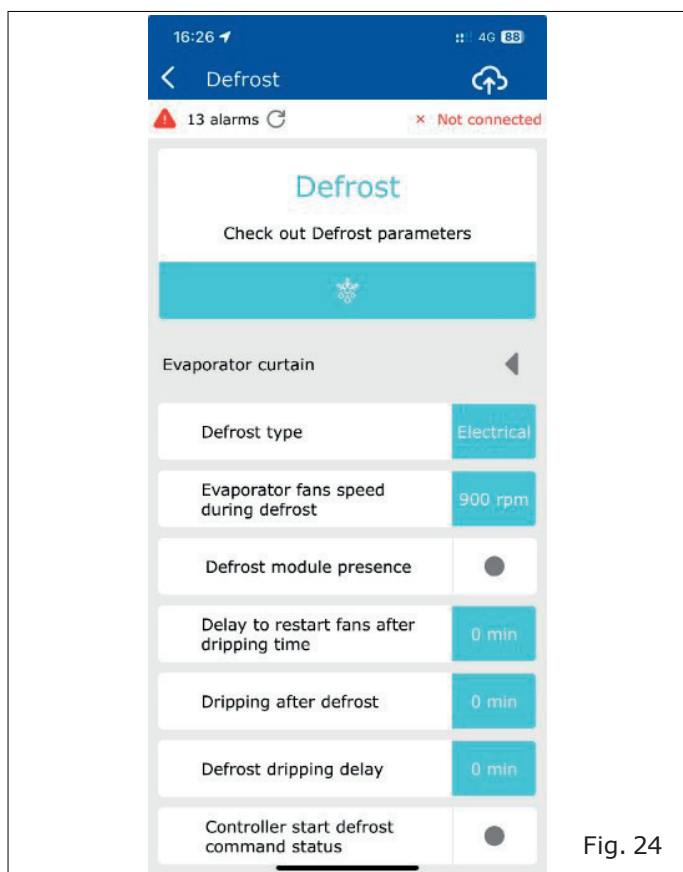 16:26
4G 88
Defrost
13 alarms
× Not connected
Defrost
Check out Defrost parameters
Evaporator curtain
Defrost type
Electrical
Evaporator fans speed
during defrost
900 rpm
Defrost module presence
Delay to restart fans after
dripping time
0 min
Dripping after defrost
0 min
Defrost dripping delay
0 min
Controller start defrost
command status
Fig. 24